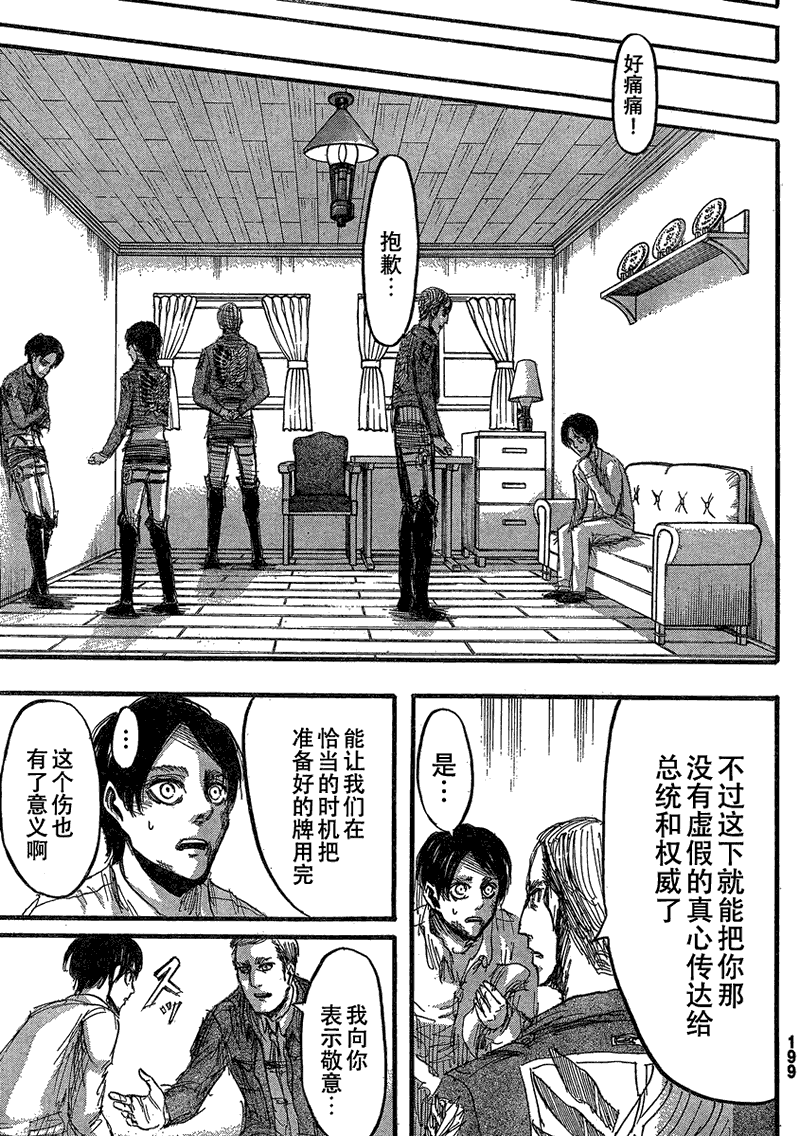 好痛痛！
抱歉…
不过这下就能把你那
没有虚假的真心传达给
总统和权威了
是…
能让我们在
恰当的时机把
准备好的牌用完
…
这个伤也
有了意义啊
我向你
表示敬意…
スッ
199